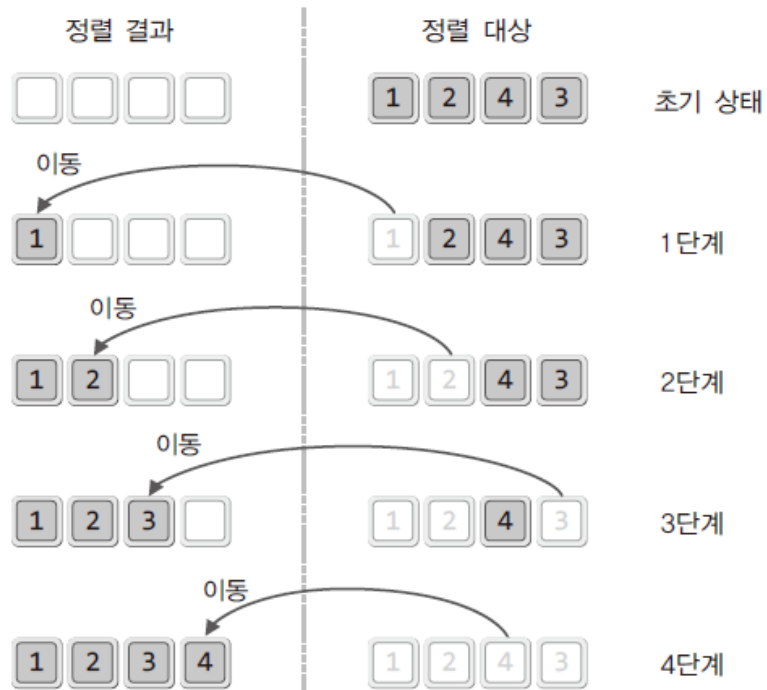 정렬 결과 정렬 대상
1 2 4 3 초기 상태
이동
1 1 2 4 3 1단계
이동
1 2 1 2 4 3 2단계
이동
1 2 3 1 2 4 3 3단계
이동
1 2 3 4 1 2 4 3 4단계